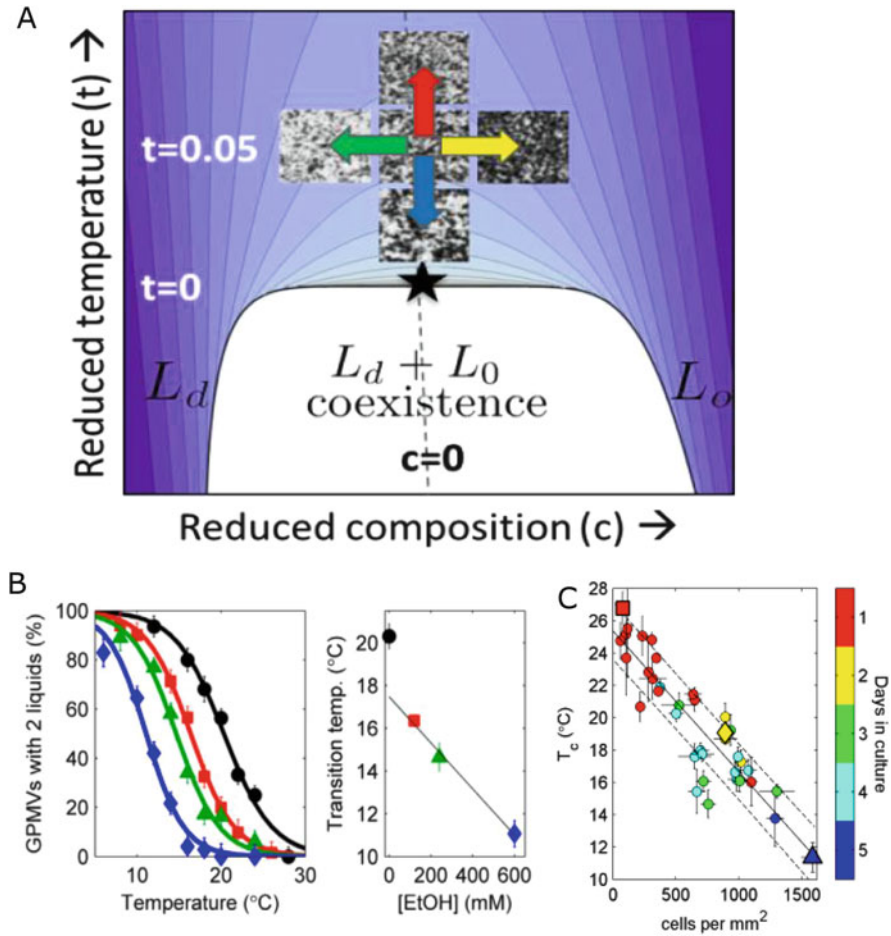 A
Reduced temperature (t) →
t=0.05
t=0
L_d
L_d + L_0
coexistence
L_o
c=0
Reduced composition (c) →
B
GPMVs with 2 liquids (%)
100
80
60
40
20
0
10 20 30
Temperature (°C)
Transition temp. (°C)
20
18
16
14
12
10
0 200 400 600
[EtOH] (mM)
C
T_c (°C)
28
26
24
22
20
18
16
14
12
10
0 500 1000 1500
cells per mm²
1
2
3
4
5
Days in culture